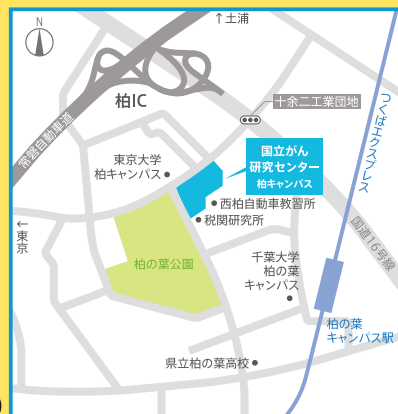 N
↑土浦
柏IC
常磐自動車道
十余二工業団地
つくばエクスプレス
国立がん
研究センター
柏キャンパス
東京大学
柏キャンパス
西柏自動車教習所
税関研究所
国道16号線
←東京
柏の葉公園
千葉大学
柏の葉
キャンパス
柏の葉
キャンパス駅
県立柏の葉高校